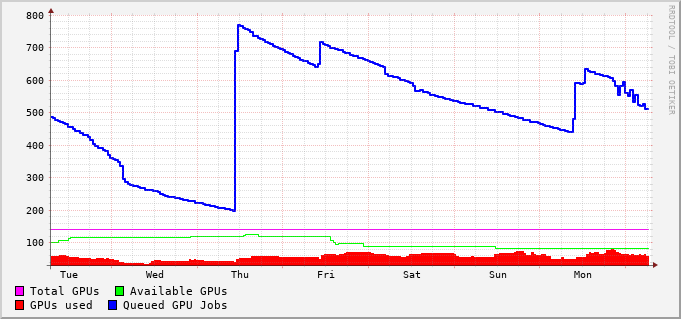 800
700
600
500
400
300
200
100
Tue Wed Thu Fri Sat Sun Mon
Total GPUs Available GPUs
GPUs used Queued GPU Jobs
RRDTOOL / TOBI OETIKER